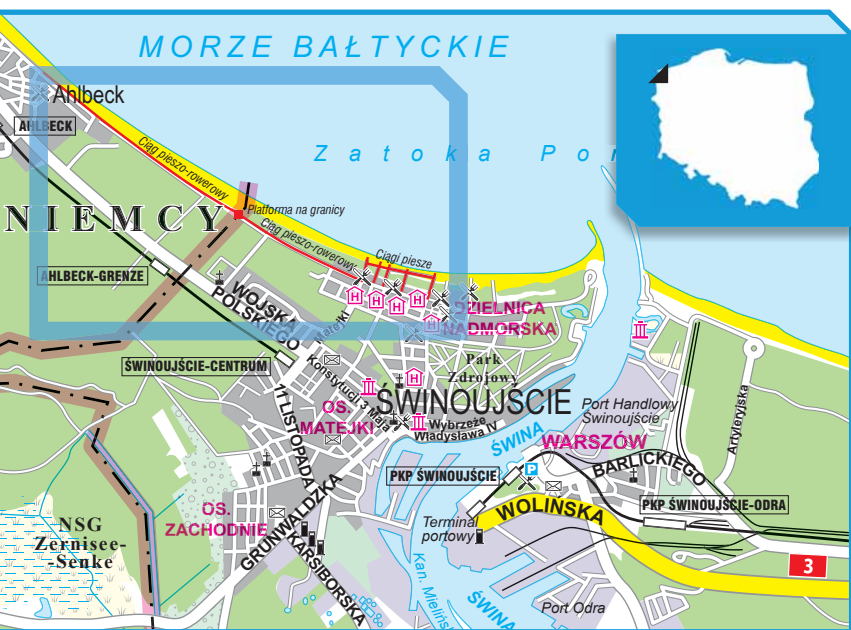 MORZE BAŁTYCKIE
Ahlbeck
AHLBECK
Zatoka Po
Ciąg pieszo-rowerowy
NIEMCY
Platforma na granicy
Ciąg pieszo-rowerowy
Ciągi piesze
AHLBECK-GRENZE
WOJSKA
POLSKIEGO
Matejki
DZIELNICA
NADMORSKA
ŚWINOUJŚCIE-CENTRUM
Park
Zdrojowy
Konstytucji 3 Maja
11 LISTOPADA
OS.
MATEJKI
ŚWINOUJSCIE
Wybrzeże
Władysława IV
Port Handlowy
Świnoujście
Artyleryjska
ŚWINA
WARSZÓW
BARLICKIEGO
P
PKP ŚWINOUJŚCIE
PKP ŚWINOUJŚCIE-ODRA
WOLIŃSKA
OS.
ZACHODNIE
GRUNWALDZKA
KARSIBORSKA
NSG
Zernisee-
-Senke
Terminal
portowy
Kan. Mieliń
ŚWINA
Port Odra
3
H
H
H
H
H
H